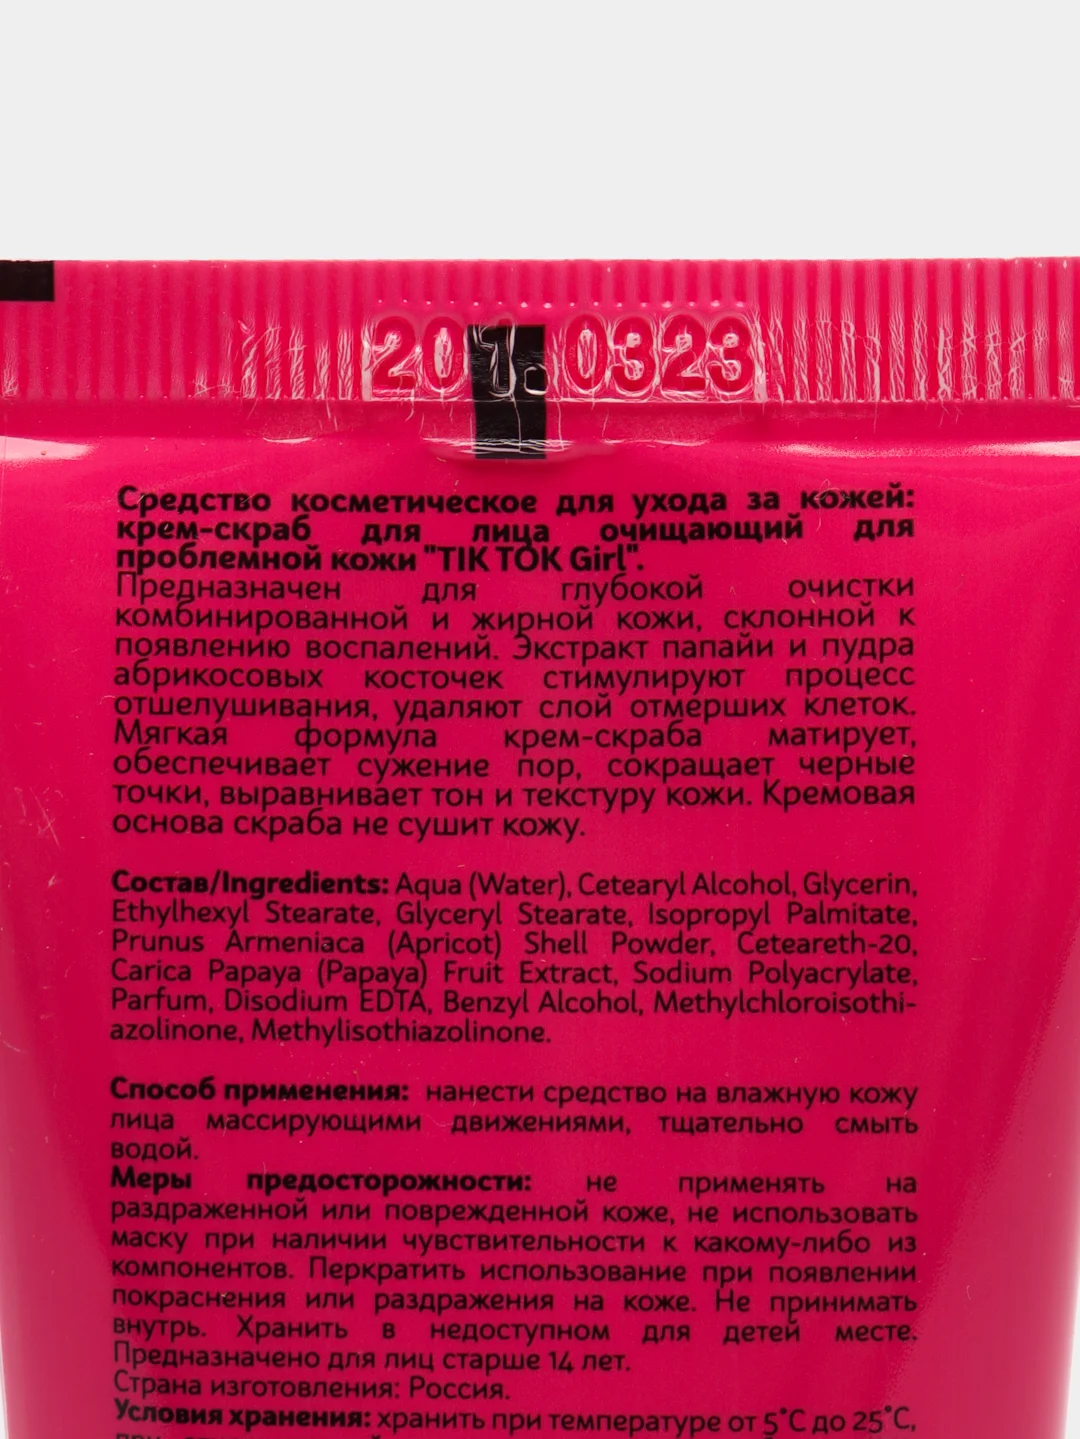 201. 0323
Средство косметическое для ухода за кожей:
крем-скраб для лица очищающий для
проблемной кожи "TIK TOK Girl".
Предназначен для глубокой очистки
комбинированной и жирной кожи, склонной к
появлению воспалений. Экстракт папайи и пудра
абрикосовых косточек стимулируют процесс
отшелушивания, удаляют слой отмерших клеток.
Мягкая формула крем-скраба матирует,
обеспечивает сужение пор, сокращает черные
точки, выравнивает тон и текстуру кожи. Кремовая
основа скраба не сушит кожу.
Состав/Ingredients: Aqua (Water), Cetearyl Alcohol, Glycerin,
Ethylhexyl Stearate, Glyceryl Stearate, Isopropyl Palmitate,
Prunus Armeniaca (Apricot) Shell Powder, Ceteareth-20,
Carica Papaya (Papaya) Fruit Extract, Sodium Polyacrylate,
Parfum, Disodium EDTA, Benzyl Alcohol, Methylchloroisothi-
azolinone, Methylisothiazolinone.
Способ применения: нанести средство на влажную кожу
лица массирующими движениями, тщательно смыть
водой.
Меры предосторожности: не применять на
раздраженной или поврежденной коже, не использовать
маску при наличии чувствительности к какому-либо из
компонентов. Перкратить использование при появлении
покраснения или раздражения на коже. Не принимать
внутрь. Хранить в недоступном для детей месте.
Предназначено для лиц старше 14 лет.
Страна изготовления: Россия.
Условия хранения: хранить при температуре от 5°С до 25°С,